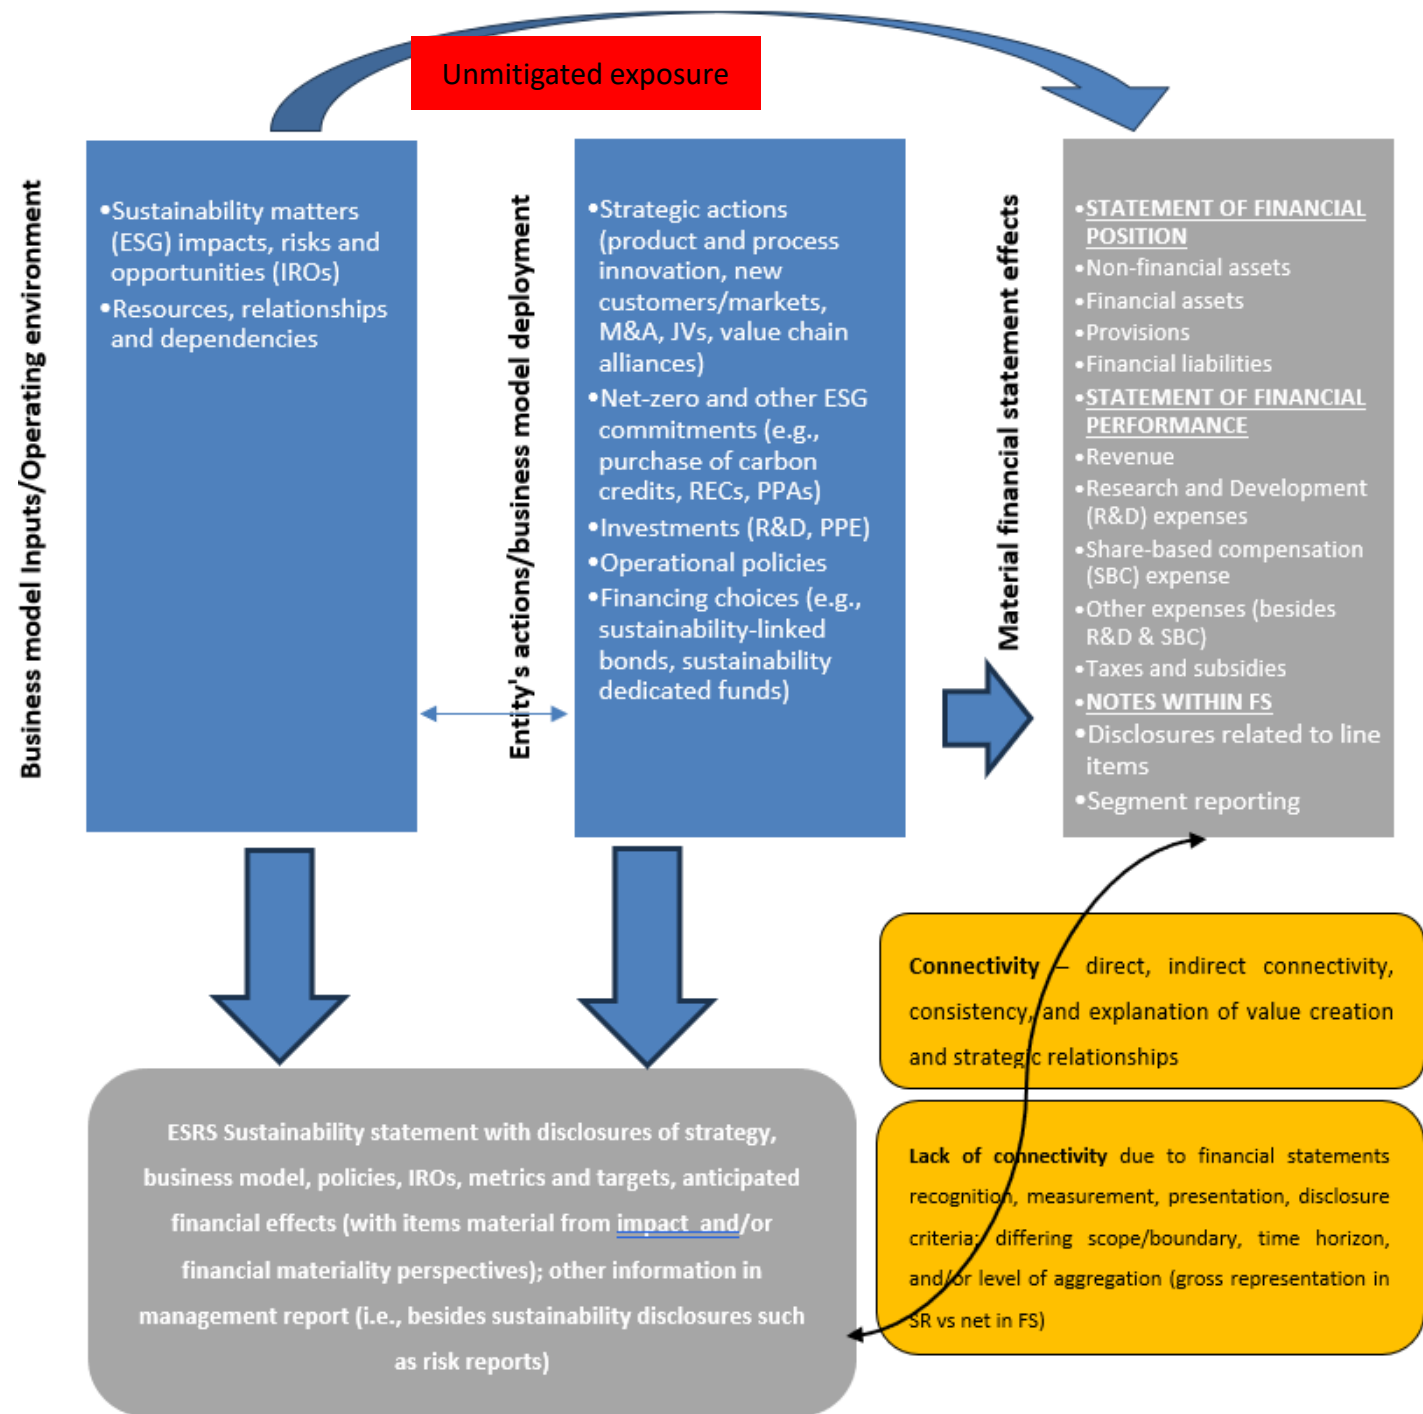 Unmitigated exposure
Business model Inputs/Operating environment
•Sustainability matters
(ESG) impacts, risks and
opportunities (IROs)
•Resources, relationships
and dependencies
Entity's actions/business model deployment
•Strategic actions
(product and process
innovation, new
customers/markets,
M&A, JVs, value chain
alliances)
•Net-zero and other ESG
commitments (e.g.,
purchase of carbon
credits, RECs, PPAs)
•Investments (R&D, PPE)
•Operational policies
•Financing choices (e.g.,
sustainability-linked
bonds, sustainability
dedicated funds)
Material financial statement effects
•STATEMENT OF FINANCIAL
POSITION
•Non-financial assets
•Financial assets
•Provisions
•Financial liabilities
•STATEMENT OF FINANCIAL
PERFORMANCE
•Revenue
•Research and Development
(R&D) expenses
•Share-based compensation
(SBC) expense
•Other expenses (besides
R&D & SBC)
•Taxes and subsidies
•NOTES WITHIN FS
•Disclosures related to line
items
•Segment reporting
Connectivity – direct, indirect connectivity,
consistency, and explanation of value creation
and strategic relationships
Lack of connectivity due to financial statements
recognition, measurement, presentation, disclosure
criteria; differing scope/boundary, time horizon,
and/or level of aggregation (gross representation in
SR vs net in FS)
ESRS Sustainability statement with disclosures of strategy,
business model, policies, IROs, metrics and targets, anticipated
financial effects (with items material from impact and/or
financial materiality perspectives); other information in
management report (i.e., besides sustainability disclosures such
as risk reports)